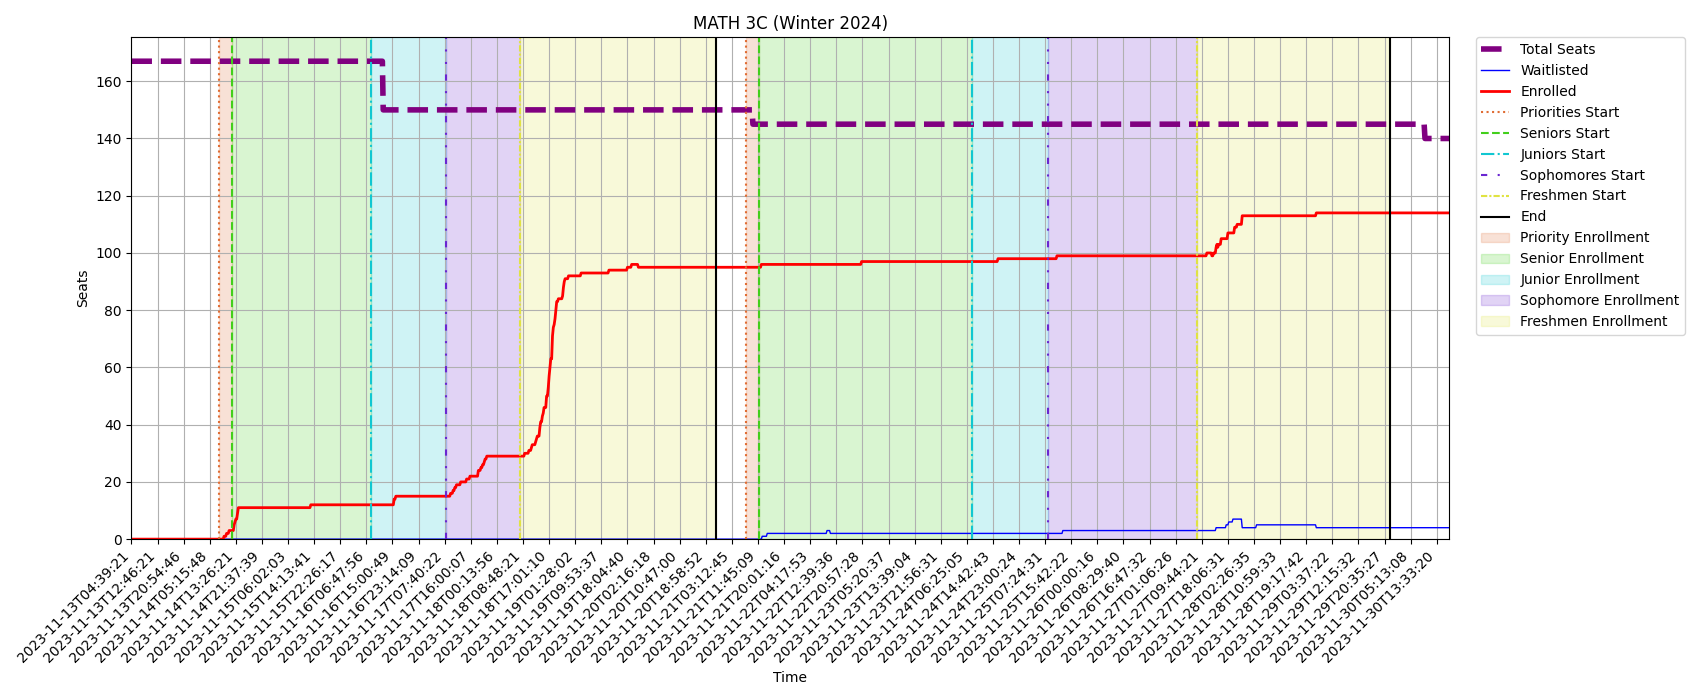 MATH 3C (Winter 2024)
Seats
160
140
120
100
80
60
40
20
0
Total Seats
Waitlisted
Enrolled
Priorities Start
Seniors Start
Juniors Start
Sophomores Start
Freshmen Start
End
Priority Enrollment
Senior Enrollment
Junior Enrollment
Sophomore Enrollment
Freshmen Enrollment
2023-11-13T04:39:21
2023-11-13T12:46:21
2023-11-13T20:54:46
2023-11-14T05:15:48
2023-11-14T13:26:21
2023-11-14T21:37:39
2023-11-15T06:02:03
2023-11-15T14:13:41
2023-11-15T22:26:17
2023-11-16T06:47:56
2023-11-16T15:00:49
2023-11-16T23:14:09
2023-11-17T07:40:22
2023-11-17T16:00:07
2023-11-18T00:13:56
2023-11-18T08:48:21
2023-11-18T17:01:10
2023-11-19T01:28:02
2023-11-19T09:53:37
2023-11-19T18:04:40
2023-11-20T02:16:18
2023-11-20T10:47:00
2023-11-20T18:58:52
2023-11-21T03:12:45
2023-11-21T11:45:09
2023-11-21T20:01:16
2023-11-22T04:17:53
2023-11-22T12:39:36
2023-11-22T20:57:28
2023-11-23T05:20:37
2023-11-23T13:39:04
2023-11-23T21:56:31
2023-11-24T06:25:05
2023-11-24T14:42:43
2023-11-24T23:00:24
2023-11-25T07:24:31
2023-11-25T15:42:22
2023-11-26T00:00:16
2023-11-26T08:29:40
2023-11-26T16:47:32
2023-11-27T01:06:26
2023-11-27T09:44:21
2023-11-27T18:06:31
2023-11-28T02:26:35
2023-11-28T10:59:33
2023-11-28T19:17:42
2023-11-29T03:37:22
2023-11-29T12:15:32
2023-11-29T20:35:27
2023-11-30T05:13:08
2023-11-30T13:33:20
Time